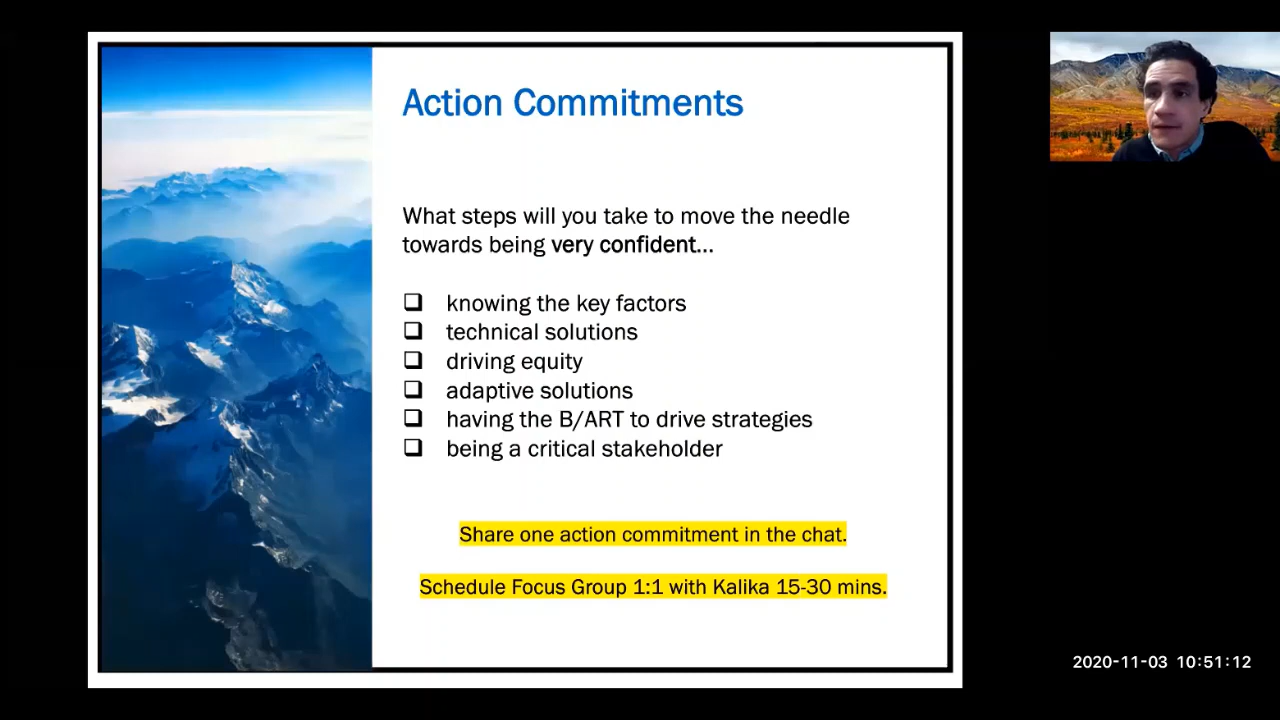 Action Commitments
What steps will you take to move the needle
towards being very confident...
❑ knowing the key factors
❑ technical solutions
❑ driving equity
❑ adaptive solutions
❑ having the B/ART to drive strategies
❑ being a critical stakeholder
Share one action commitment in the chat.
Schedule Focus Group 1:1 with Kalika 15-30 mins.
2020-11-03 10:51:12